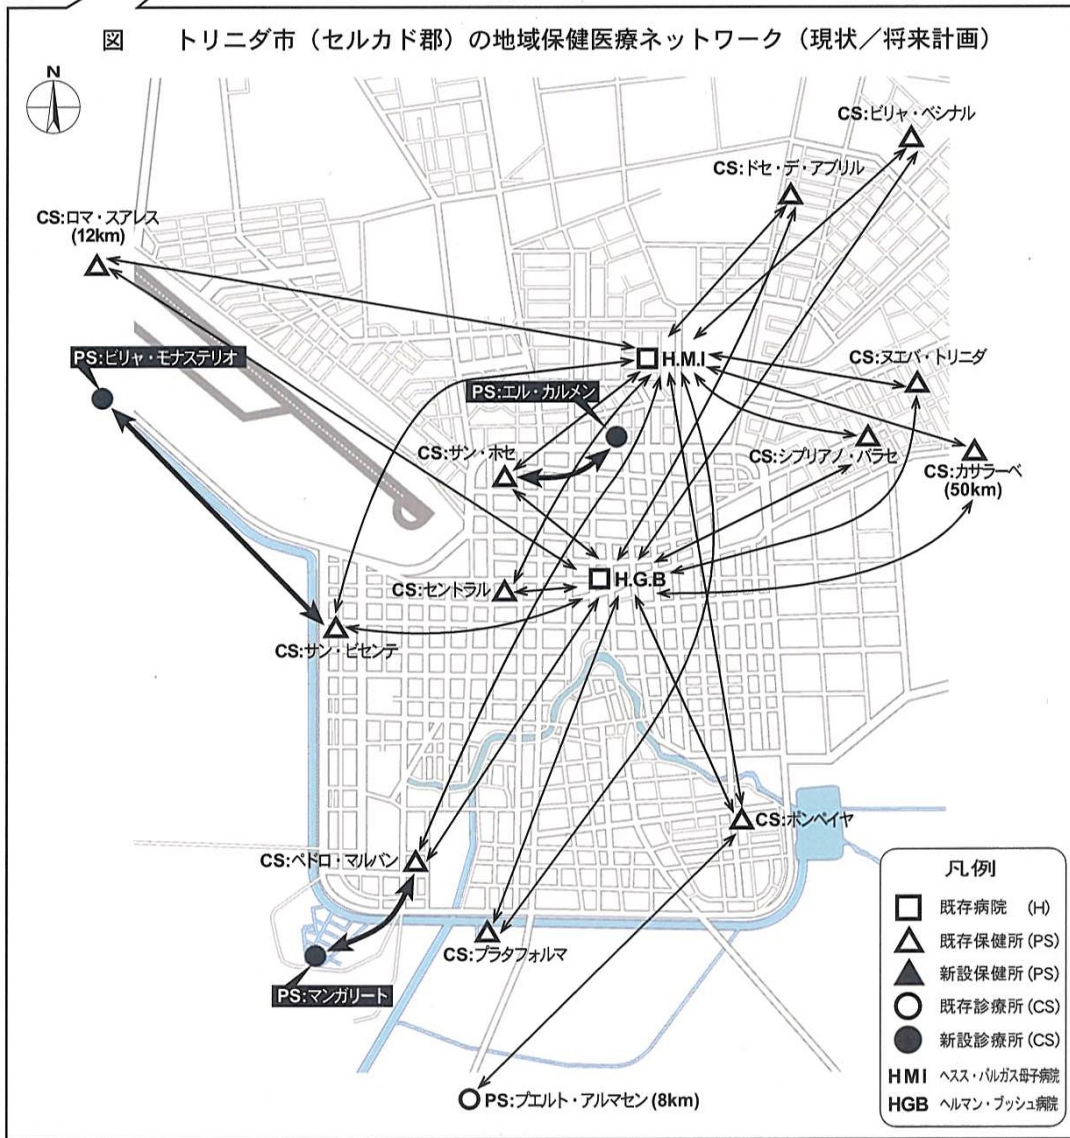 図 トリニダ市（セルカド郡）の地域保健医療ネットワーク（現状／将来計画）
N
CS:ビリャ・ベシナル
CS:ドセ・デ・アブリル
CS:ロマ・スアレス
(12km)
PS:ビリャ・モナステリオ
H.M.I
CS:ヌエバ・トリニダ
PS:エル・カルメン
CS:サン・ホセ
CS:シプリアノ・バラセ
CS:カサラーベ
(50km)
H.G.B
CS:セントラル
CS:サン・ビセンテ
CS:ポンペイヤ
CS:ペドロ・マルバン
CS:プラタフォルマ
PS:マンガリート
PS:プエルト・アルマセン (8km)
凡例
既存病院 (H)
既存保健所 (PS)
新設保健所 (PS)
既存診療所 (CS)
新設診療所 (CS)
HMI ヘスス・バルガス母子病院
HGB ヘルマン・ブッシュ病院